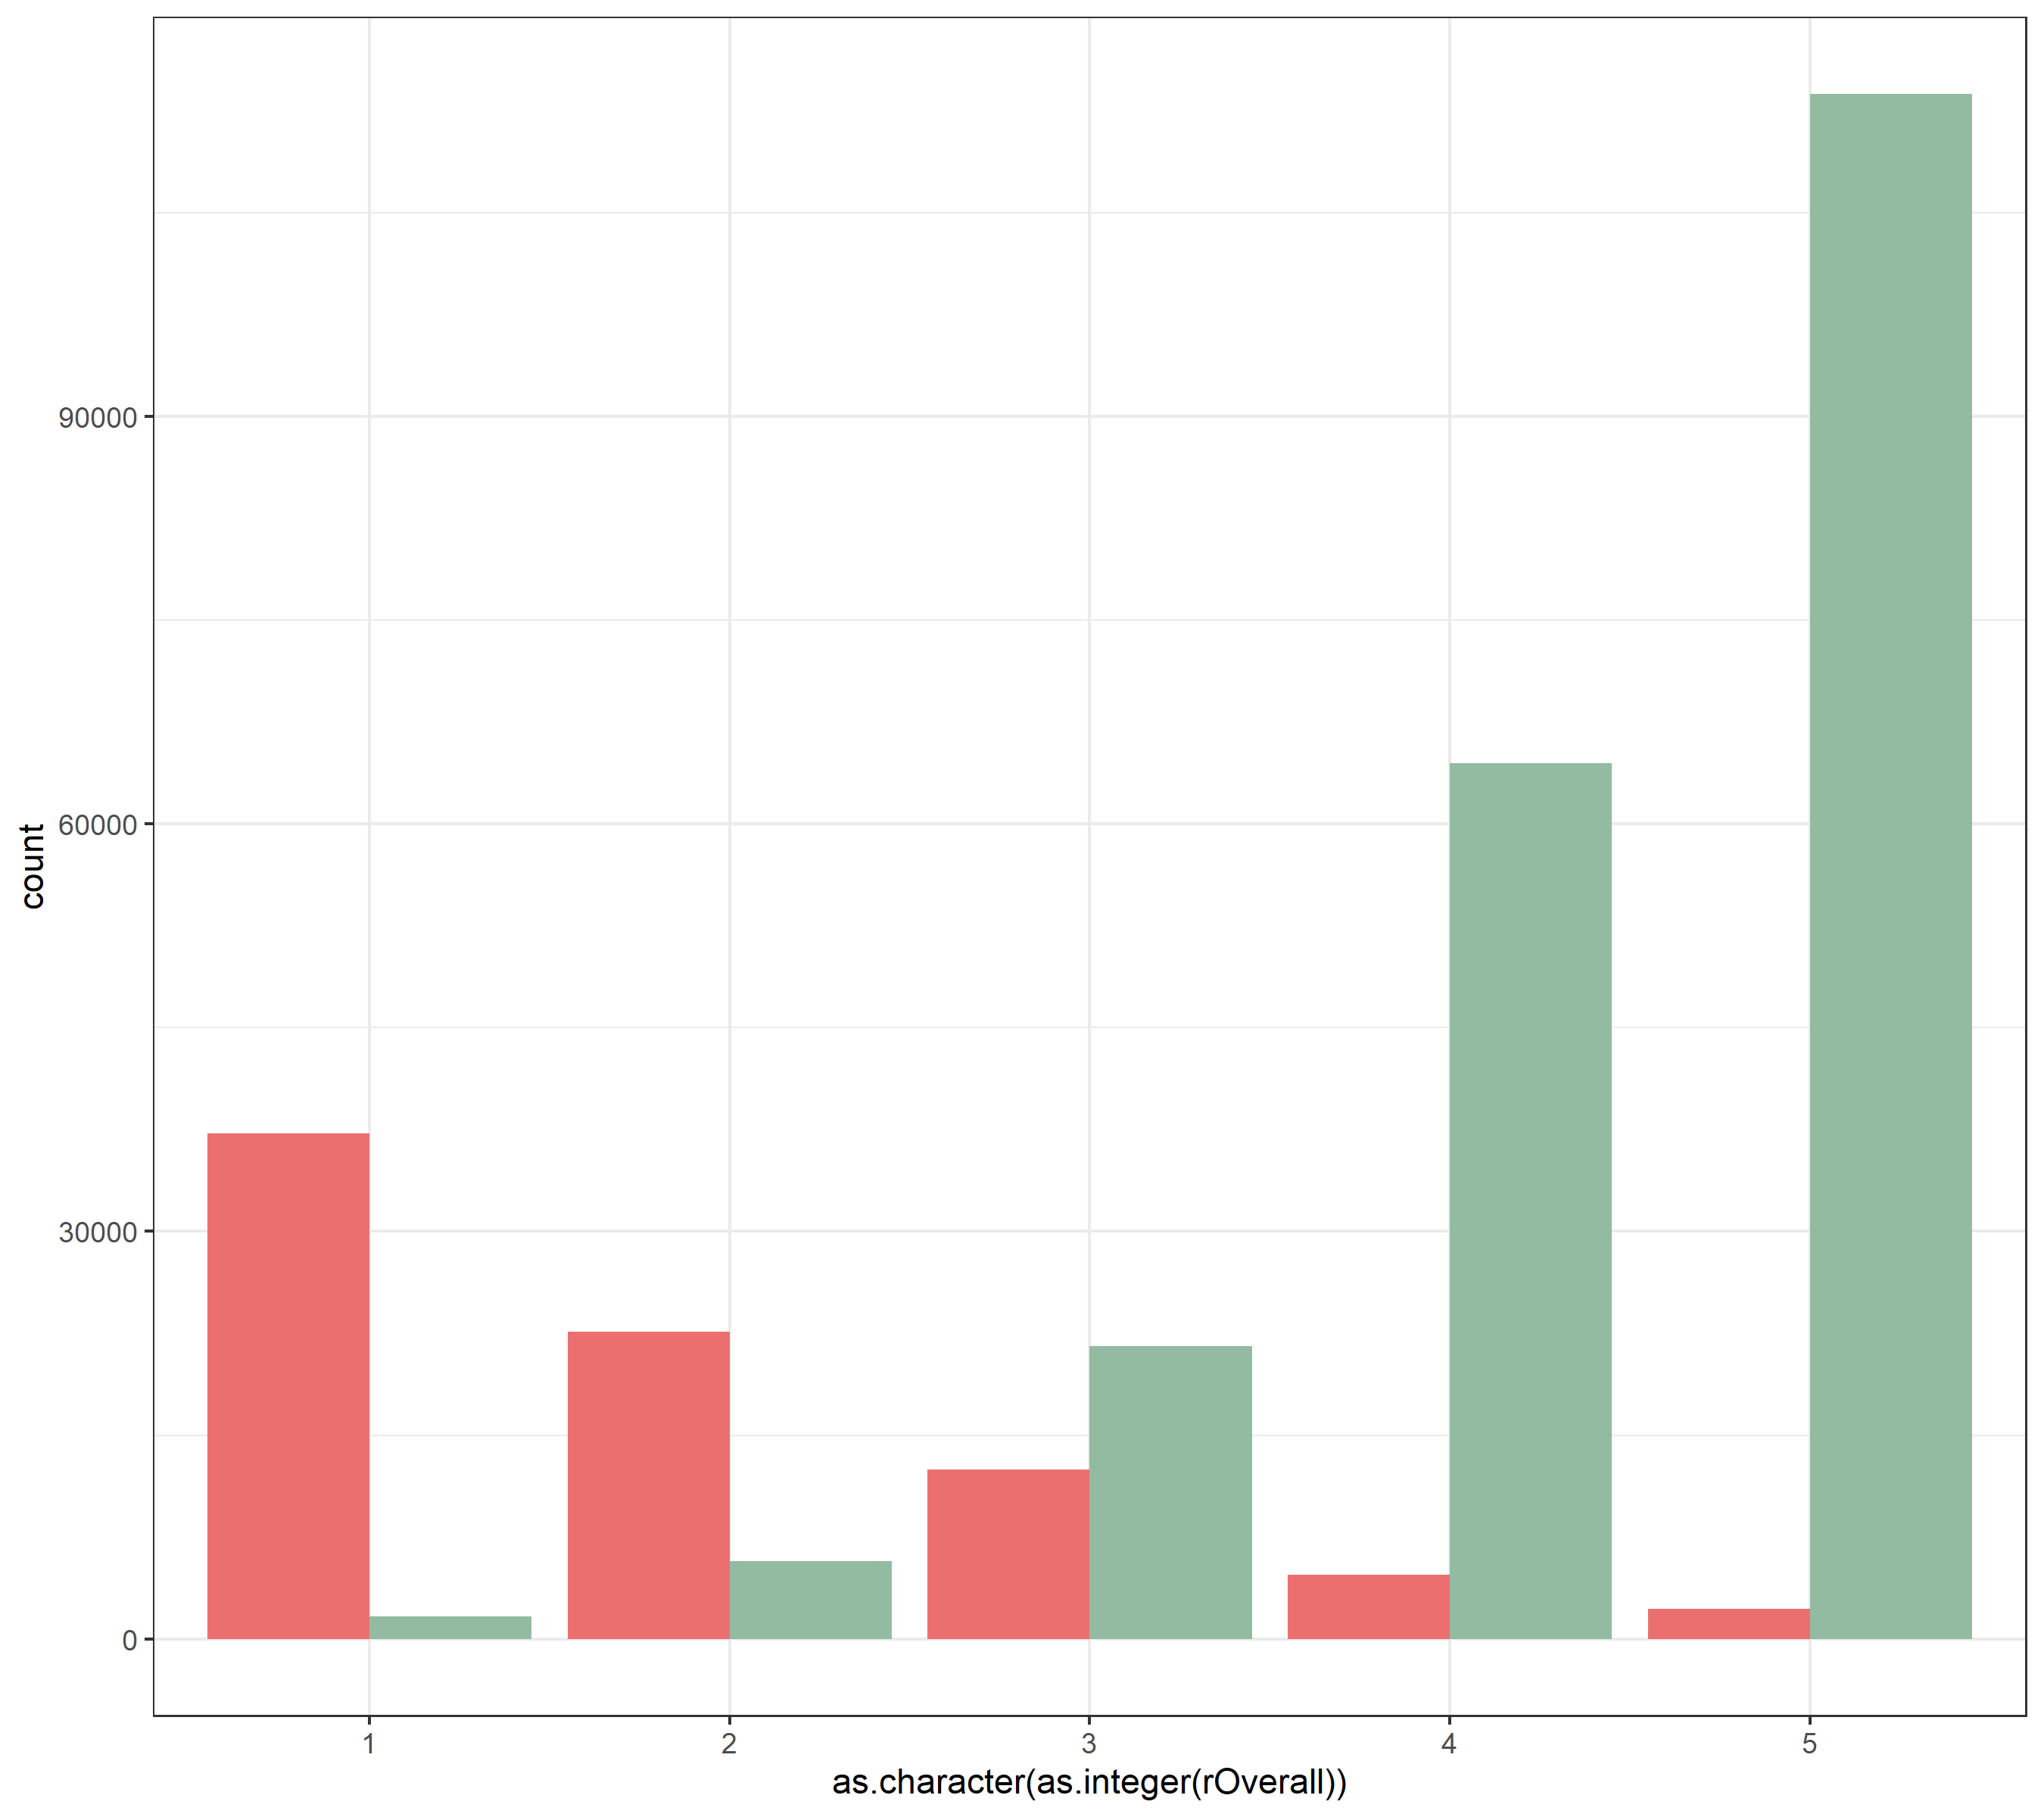 count
90000
60000
30000
0
1 2 3 4 5
as.character(as.integer(rOverall))